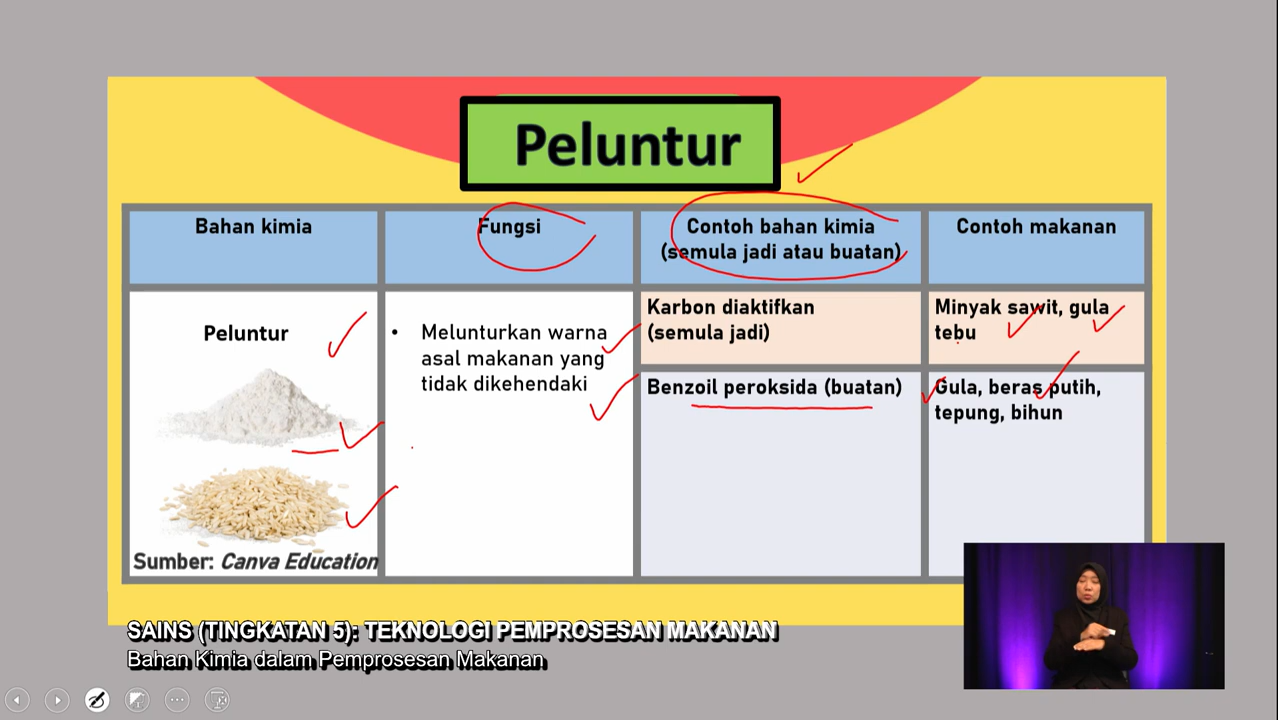 Peluntur
Bahan kimia
Fungsi
Contoh bahan kimia
(semula jadi atau buatan)
Contoh makanan
Peluntur
Sumber: Canva Education
• Melunturkan warna
asal makanan yang
tidak dikehendaki
Karbon diaktifkan
(semula jadi)
Minyak sawit, gula
tebu
Benzoil peroksida (buatan)
Gula, beras putih,
tepung, bihun
SAINS (TINGKATAN 5): TEKNOLOGI PEMPROSESAN MAKANAN
Bahan Kimia dalam Pemprosesan Makanan